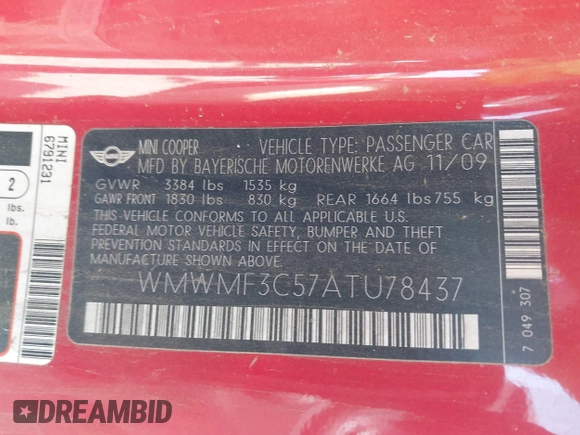 MINI
6791231
2
lbs.
lb.
MINI COOPER VEHICLE TYPE: PASSENGER CAR
MFD BY BAYERISCHE MOTORENWERKE AG 11/09
GVWR 3384 lbs 1535 kg
GAWR FRONT 1830 lbs 830 kg REAR 1664 lbs 755 kg
THIS VEHICLE CONFORMS TO ALL APPLICABLE U.S.
FEDERAL MOTOR VEHICLE SAFETY, BUMPER AND THEFT
PREVENTION STANDARDS IN EFFECT ON THE DATE OF
MANUFACTURE SHOWN ABOVE.
WMWMF3C57ATU78437
7 049 307
DREAMBID